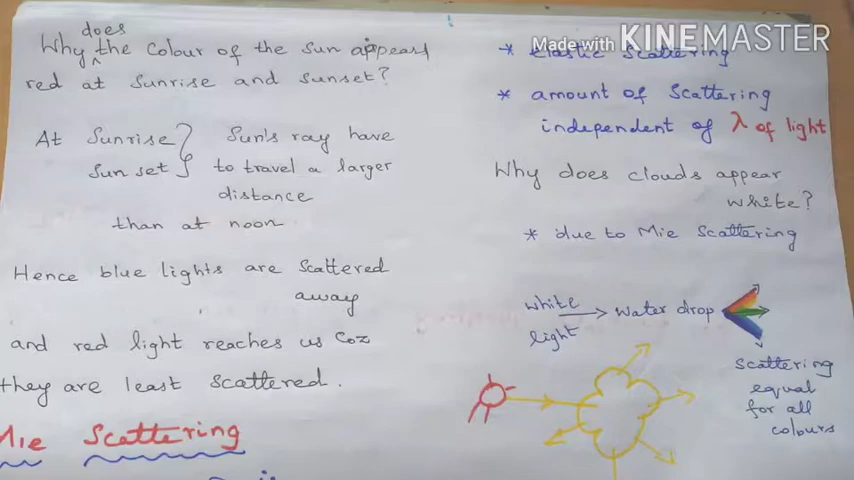 Why does the colour of the sun appears
red at sunrise and sunset?
At Sunrise
Sun set
Sun's ray have
to travel a larger
distance
than at noon
Hence blue lights are scattered
away
and red light reaches us coz
they are least scattered.
Mie Scattering
Made with KINEMASTER
* Elastic Scattering
* amount of scattering
independent of λ of light
Why does clouds appear
white?
* due to Mie Scattering
white
light
water drop
scattering
equal
for all
colours